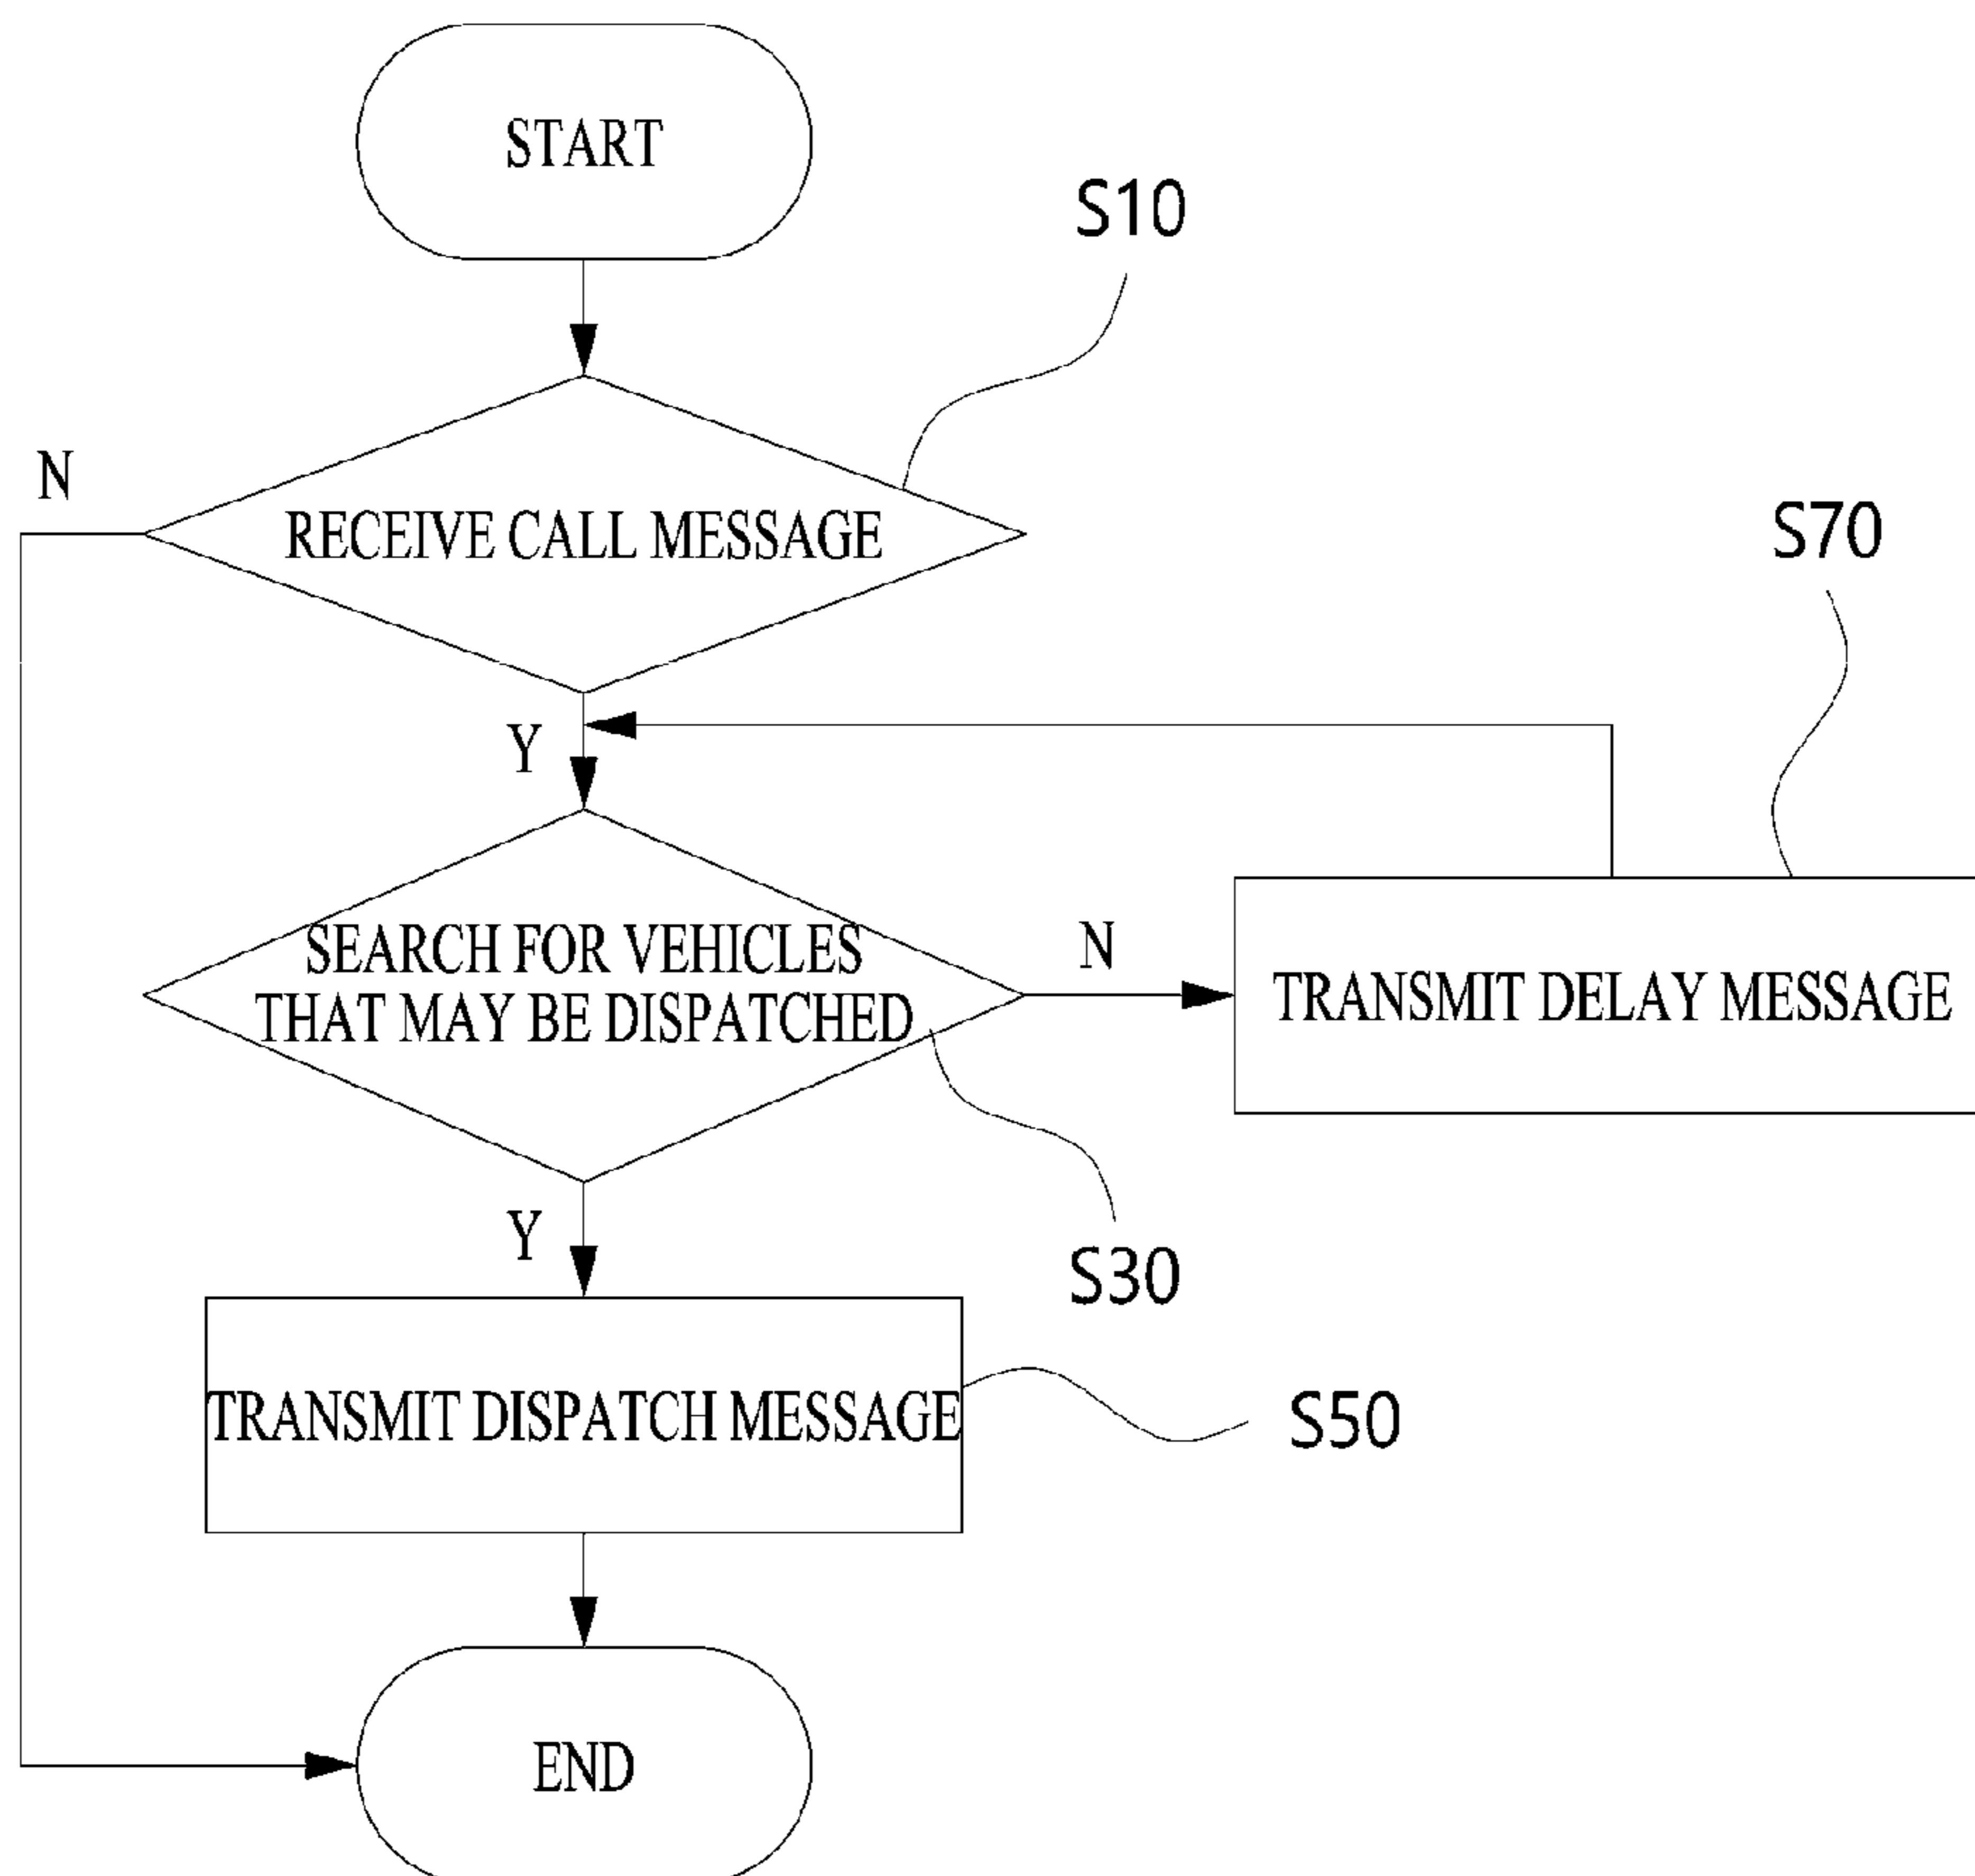 START
S10
N
RECEIVE CALL MESSAGE
S70
Y
SEARCH FOR VEHICLES
THAT MAY BE DISPATCHED
N
TRANSMIT DELAY MESSAGE
Y
S30
TRANSMIT DISPATCH MESSAGE
S50
END